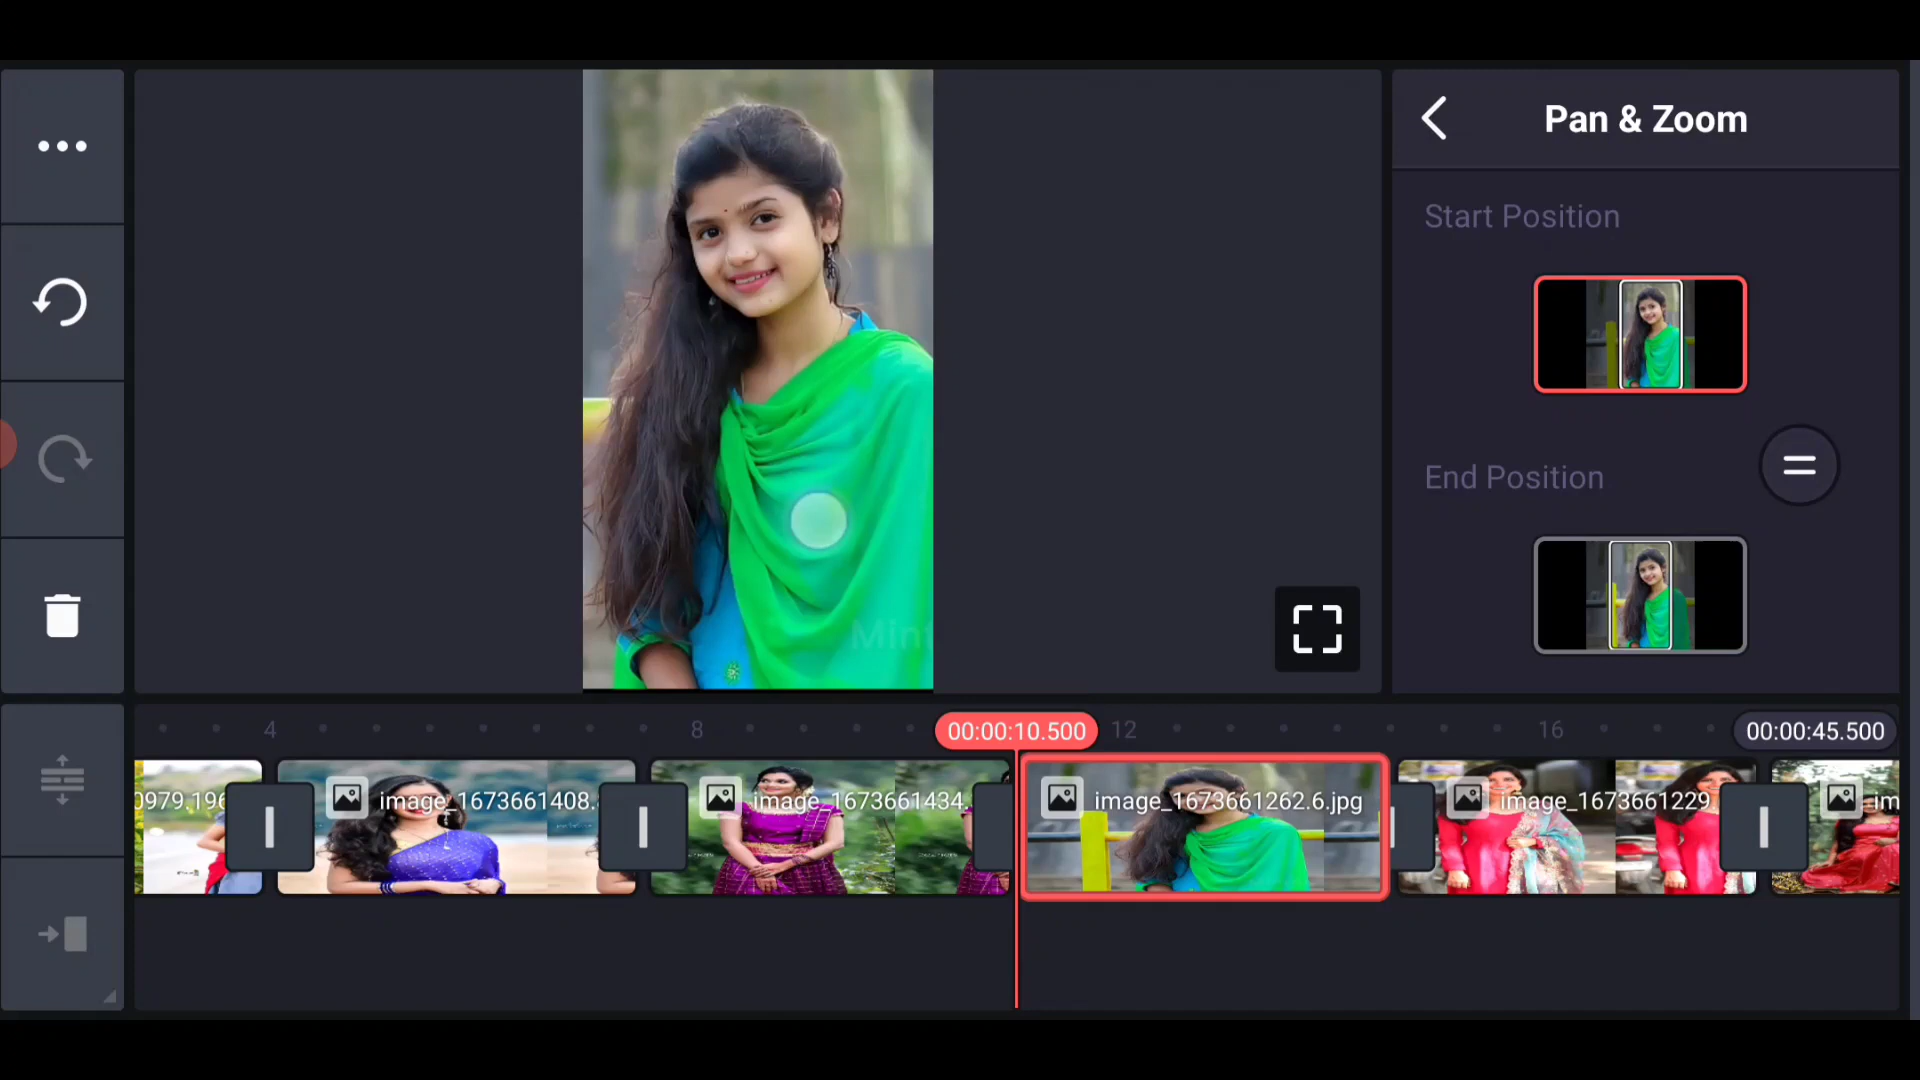 Pan & Zoom
Start Position
End Position
4
8
00:00:10.500
12
16
00:00:45.500
0979.196
image_1673661408.
image_1673661434.
image_1673661262.6.jpg
image_1673661229
im